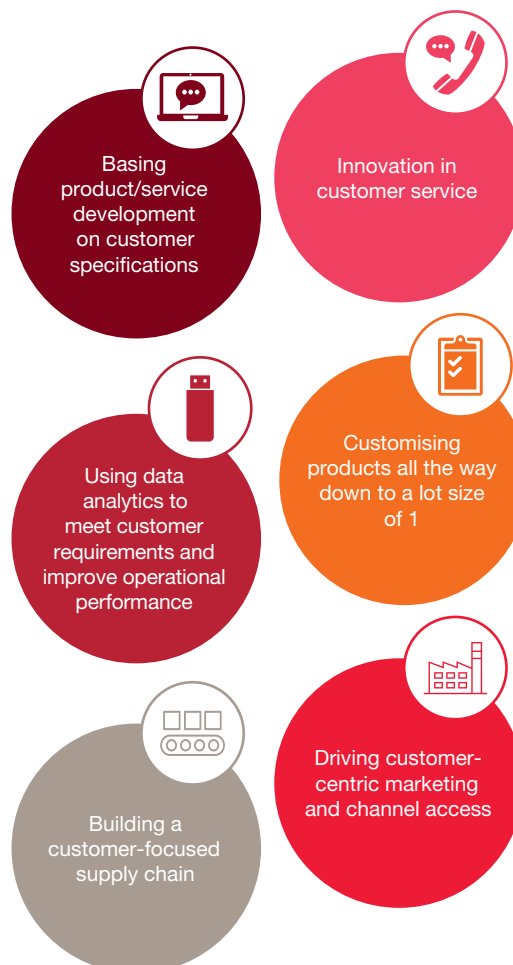 Basing
product/service
development
on customer
specifications
Innovation in
customer service
Using data
analytics to
meet customer
requirements and
improve operational
performance
Customising
products all the way
down to a lot size
of 1
Building a
customer-focused
supply chain
Driving customer-
centric marketing
and channel access